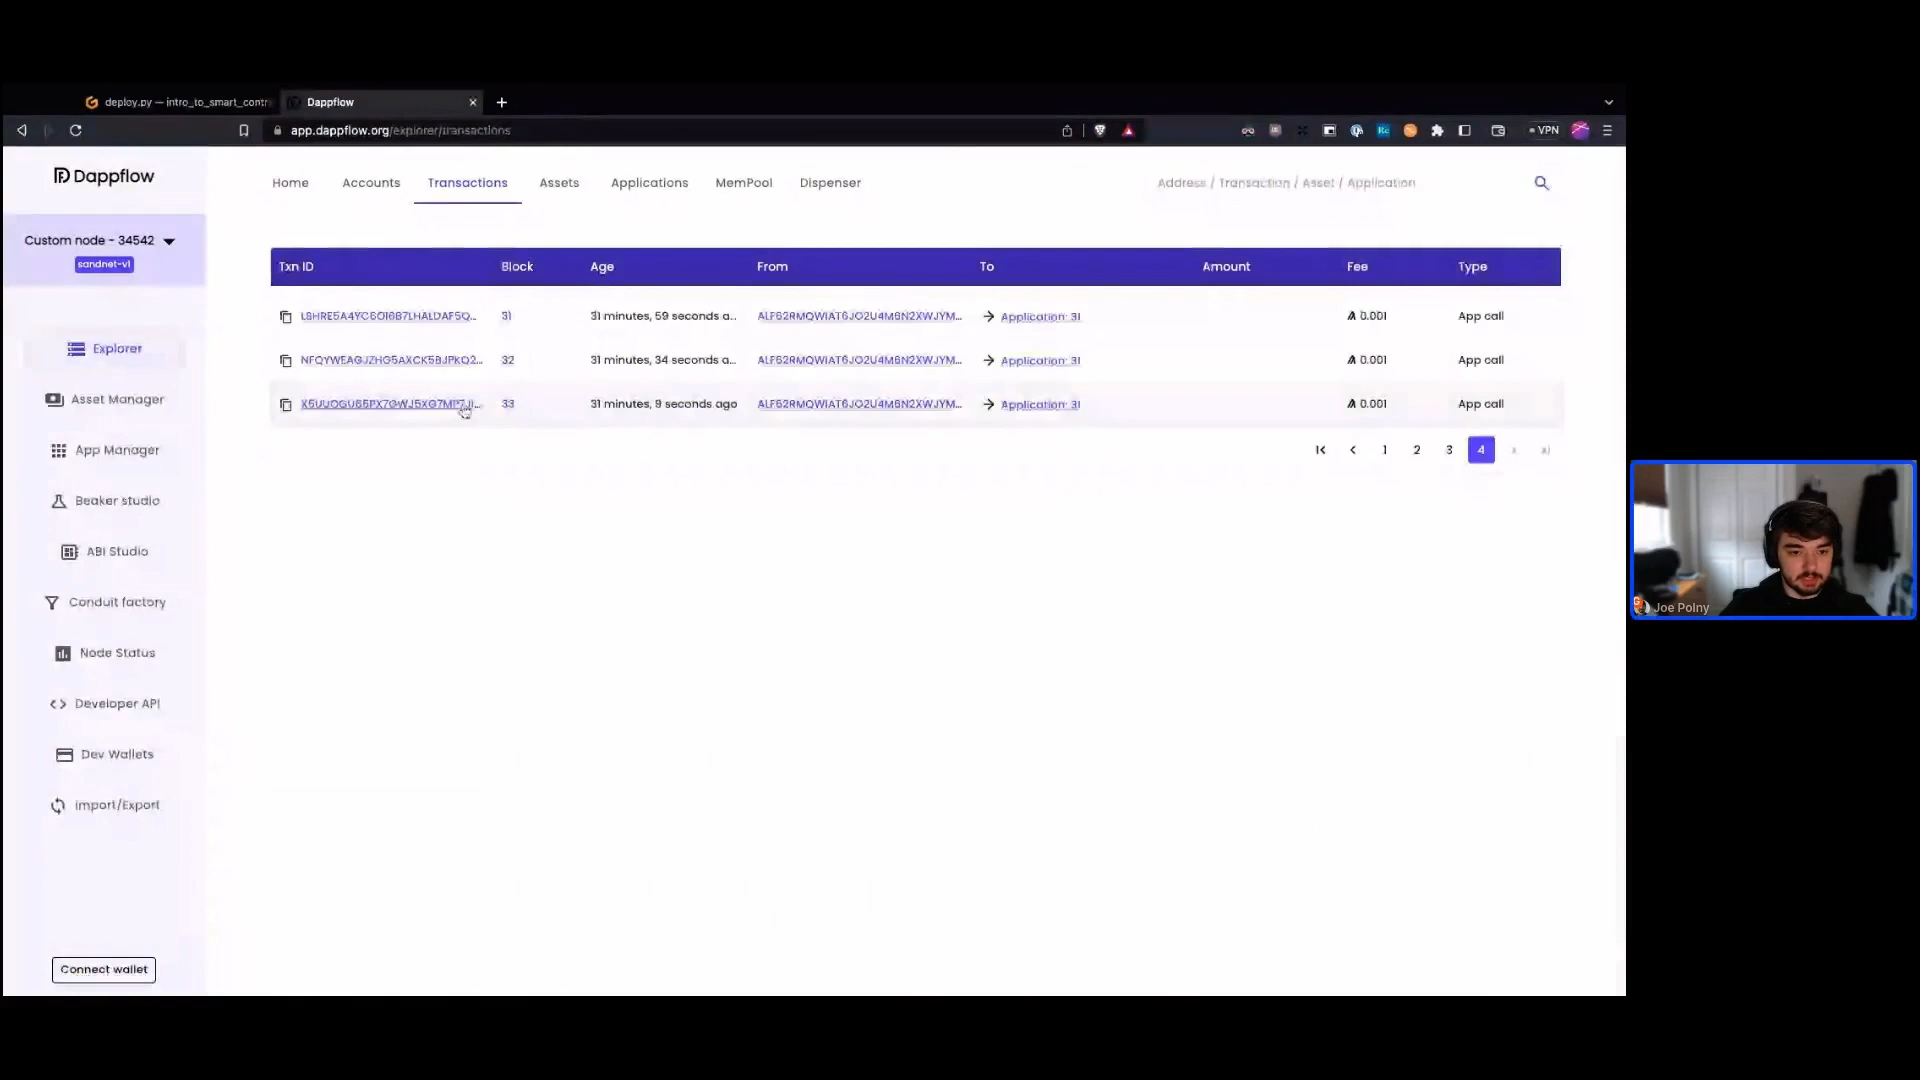 deploy.py — intro_to_smart_contr
Dappflow
app.dappflow.org/explorer/transactions
VPN
Dappflow
Home Accounts Transactions Assets Applications MemPool Dispenser
Address / Transaction / Asset / Application
Custom node - 34542
sandnet-v1
Txn ID Block Age From To Amount Fee Type
31 31 minutes, 59 seconds a... Application: 31 0.001 App call
32 31 minutes, 34 seconds a... Application: 31 0.001 App call
33 31 minutes, 9 seconds ago Application: 31 0.001 App call
1 2 3 4
Explorer
Asset Manager
App Manager
Beaker studio
ABI Studio
Conduit factory
Node Status
Developer API
Dev Wallets
Import/Export
Connect wallet
Joe Polny